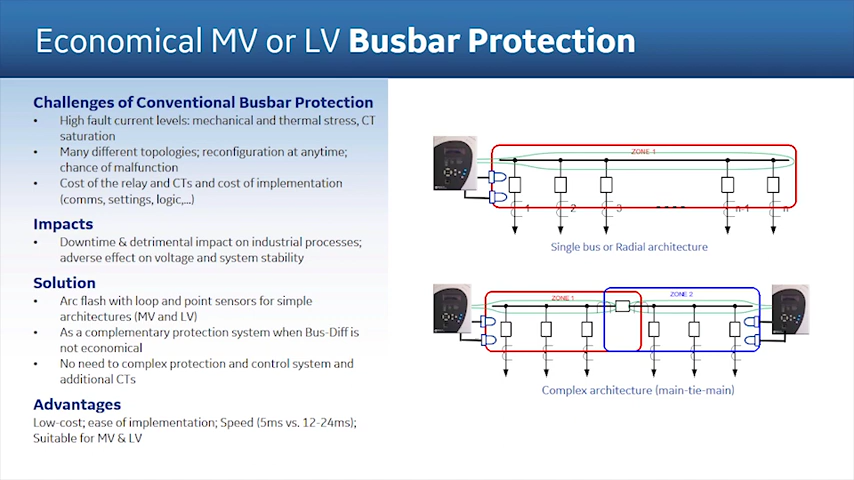 Economical MV or LV Busbar Protection
Challenges of Conventional Busbar Protection
• High fault current levels: mechanical and thermal stress, CT
saturation
• Many different topologies; reconfiguration at anytime;
chance of malfunction
• Cost of the relay and CTs and cost of implementation
(comms, settings, logic,...)
Impacts
• Downtime & detrimental impact on industrial processes;
adverse effect on voltage and system stability
Solution
• Arc flash with loop and point sensors for simple
architectures (MV and LV)
• As a complementary protection system when Bus-Diff is
not economical
• No need to complex protection and control system and
additional CTs
Advantages
Low-cost; ease of implementation; Speed (5ms vs. 12-24ms);
Suitable for MV & LV
ZONE 1
1 2 3 n-1 n
Single bus or Radial architecture
ZONE 1 ZONE 2
Complex architecture (main-tie-main)